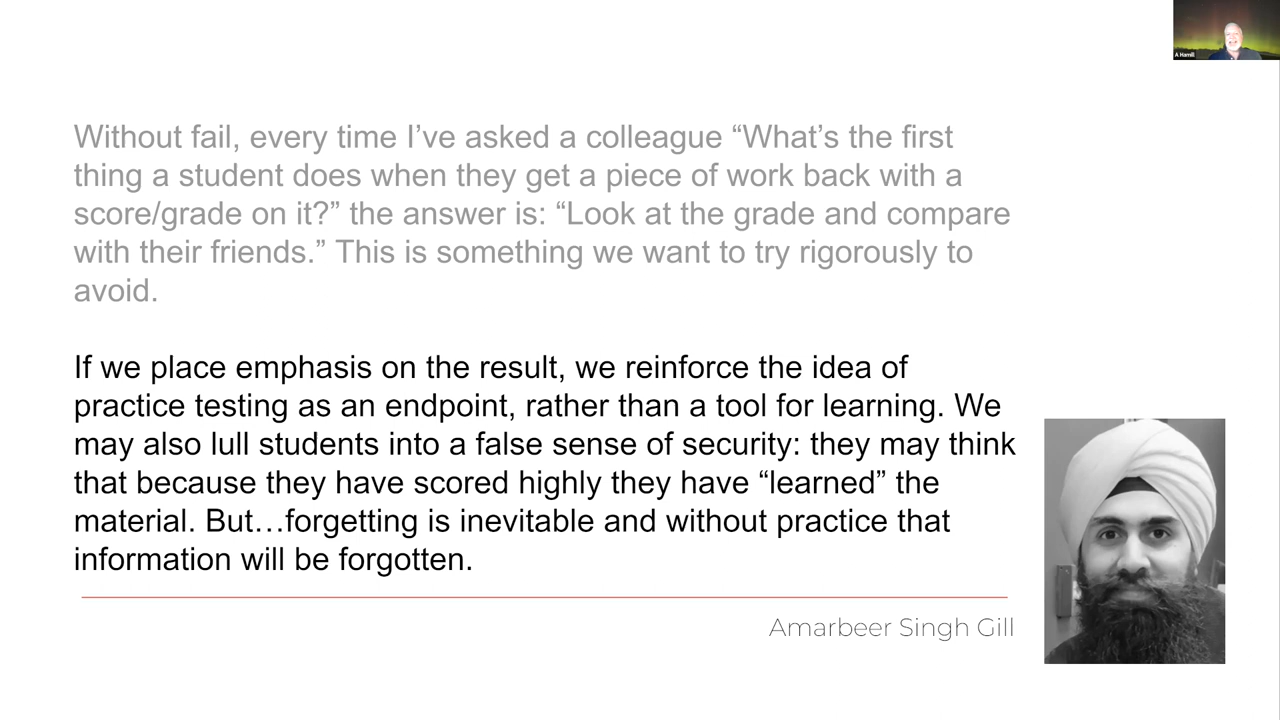 A Hamill
Without fail, every time I’ve asked a colleague “What’s the first
thing a student does when they get a piece of work back with a
score/grade on it?” the answer is: “Look at the grade and compare
with their friends.” This is something we want to try rigorously to
avoid.
If we place emphasis on the result, we reinforce the idea of
practice testing as an endpoint, rather than a tool for learning. We
may also lull students into a false sense of security: they may think
that because they have scored highly they have “learned” the
material. But…forgetting is inevitable and without practice that
information will be forgotten.
Amarbeer Singh Gill